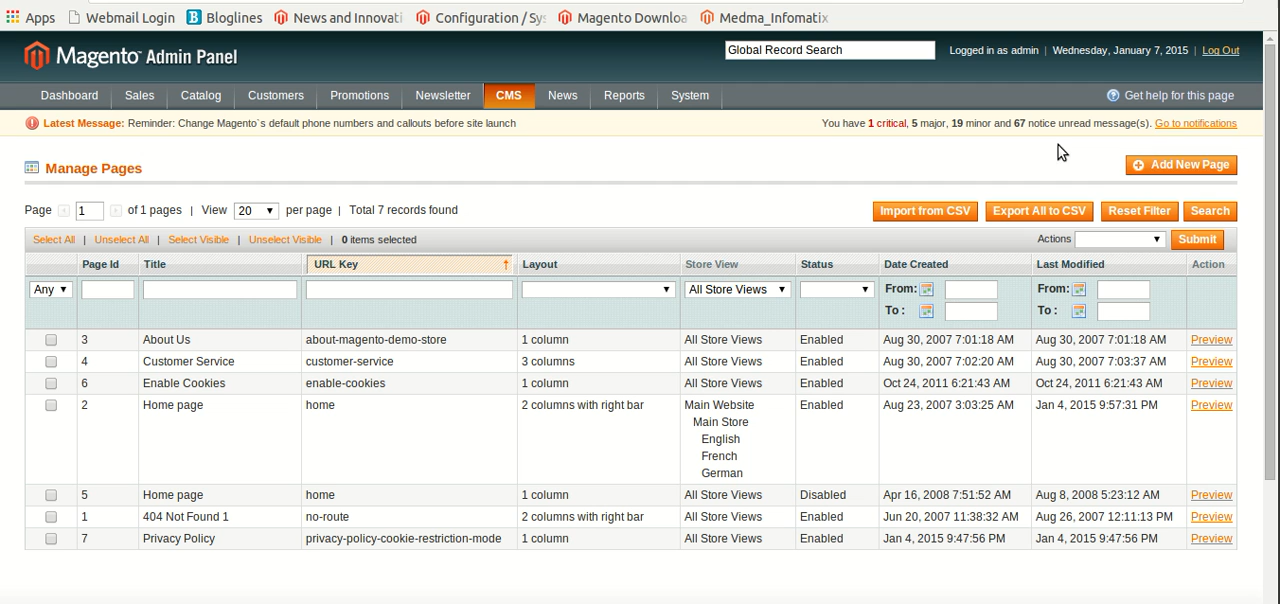 Apps Webmail Login Bloglines News and Innovati Configuration / Sys Magento Downloa Medma_Infomatix
Magento Admin Panel Global Record Search Logged in as admin | Wednesday, January 7, 2015 | Log Out
Dashboard Sales Catalog Customers Promotions Newsletter CMS News Reports System Get help for this page
Latest Message: Reminder: Change Magento`s default phone numbers and callouts before site launch You have 1 critical, 5 major, 19 minor and 67 notice unread message(s). Go to notifications
Manage Pages Add New Page
Page 1 of 1 pages | View 20 per page | Total 7 records found Import from CSV Export All to CSV Reset Filter Search
Select All | Unselect All | Select Visible | Unselect Visible | 0 items selected Actions Submit
Page Id Title URL Key Layout Store View Status Date Created Last Modified Action
Any All Store Views From: From:
To : To :
3 About Us about-magento-demo-store 1 column All Store Views Enabled Aug 30, 2007 7:01:18 AM Aug 30, 2007 7:01:18 AM Preview
4 Customer Service customer-service 3 columns All Store Views Enabled Aug 30, 2007 7:02:20 AM Aug 30, 2007 7:03:37 AM Preview
6 Enable Cookies enable-cookies 1 column All Store Views Enabled Oct 24, 2011 6:21:43 AM Oct 24, 2011 6:21:43 AM Preview
2 Home page home 2 columns with right bar Main Website Enabled Aug 23, 2007 3:03:25 AM Jan 4, 2015 9:57:31 PM Preview
Main Store
English
French
German
5 Home page home 1 column All Store Views Disabled Apr 16, 2008 7:51:52 AM Aug 8, 2008 5:23:12 AM Preview
1 404 Not Found 1 no-route 2 columns with right bar All Store Views Enabled Jun 20, 2007 11:38:32 AM Aug 26, 2007 12:11:13 PM Preview
7 Privacy Policy privacy-policy-cookie-restriction-mode 1 column All Store Views Enabled Jan 4, 2015 9:47:56 PM Jan 4, 2015 9:47:56 PM Preview